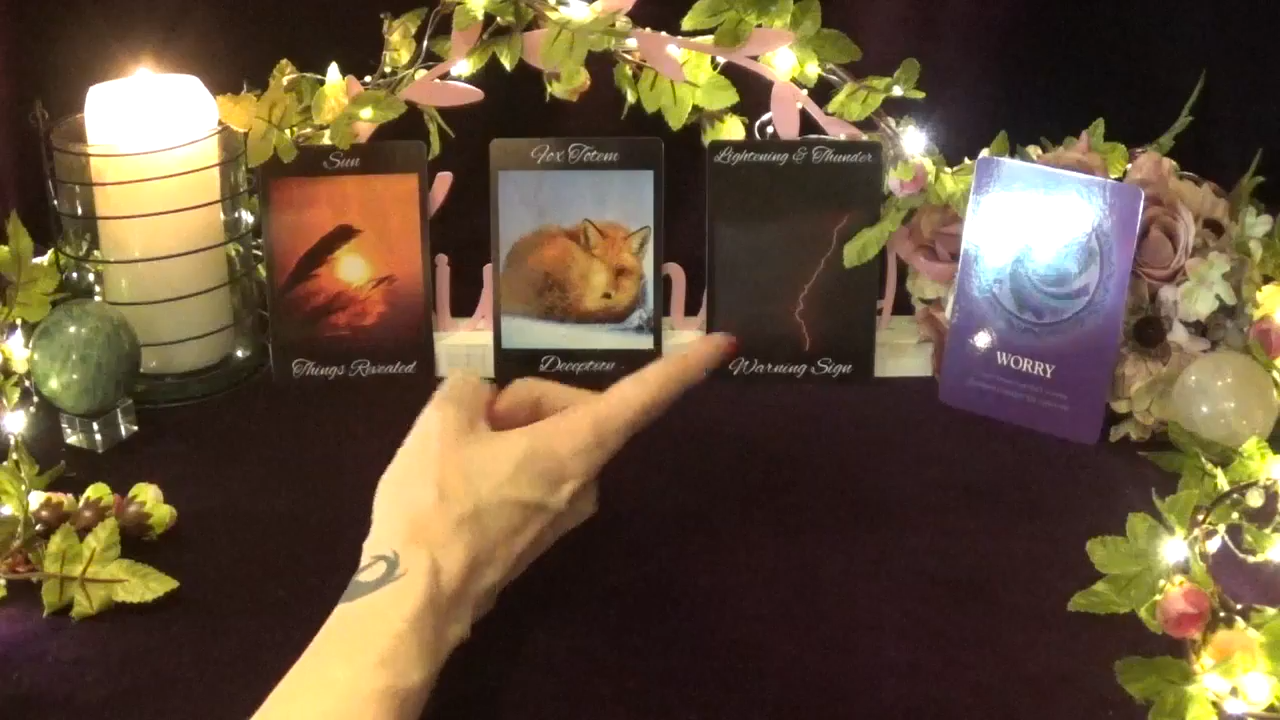 Sun
Things Revealed
Fox Totem
Deception
Lightening & Thunder
Warning Sign
WORRY